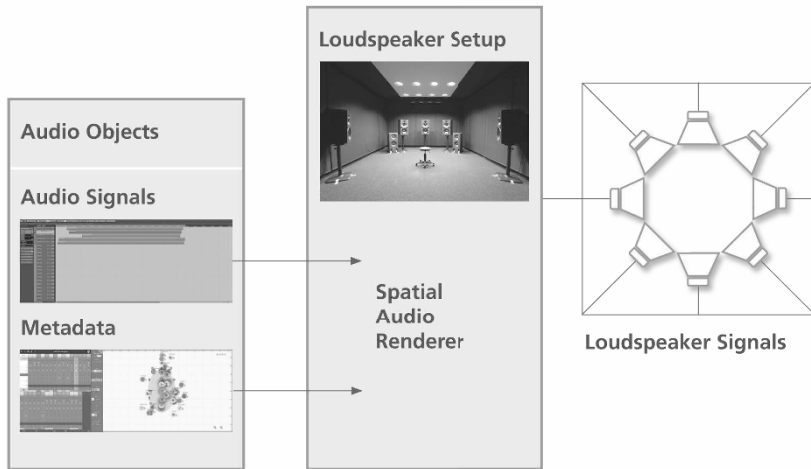 Audio Objects
Audio Signals
Metadata
Loudspeaker Setup
Spatial
Audio
Renderer
Loudspeaker Signals